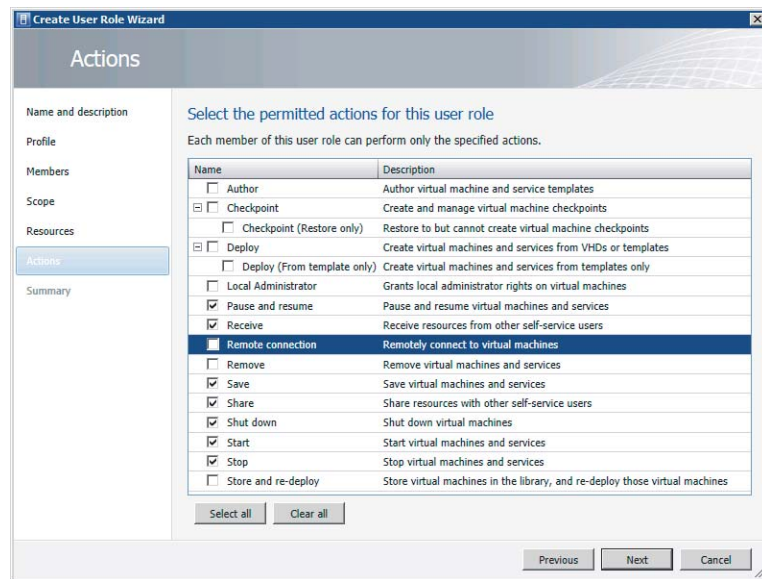 Create User Role Wizard
Actions
Name and description
Profile
Members
Scope
Resources
Actions
Summary
Select the permitted actions for this user role
Each member of this user role can perform only the specified actions.
Name Description
Author Author virtual machine and service templates
Checkpoint Create and manage virtual machine checkpoints
Checkpoint (Restore only) Restore to but cannot create virtual machine checkpoints
Deploy Create virtual machines and services from VHDs or templates
Deploy (From template only) Create virtual machines and services from templates only
Local Administrator Grants local administrator rights on virtual machines
Pause and resume Pause and resume virtual machines and services
Receive Receive resources from other self-service users
Remote connection Remotely connect to virtual machines
Remove Remove virtual machines and services
Save Save virtual machines and services
Share Share resources with other self-service users
Shut down Shut down virtual machines
Start Start virtual machines and services
Stop Stop virtual machines and services
Store and re-deploy Store virtual machines in the library, and re-deploy those virtual machines
Select all Clear all
Previous Next Cancel